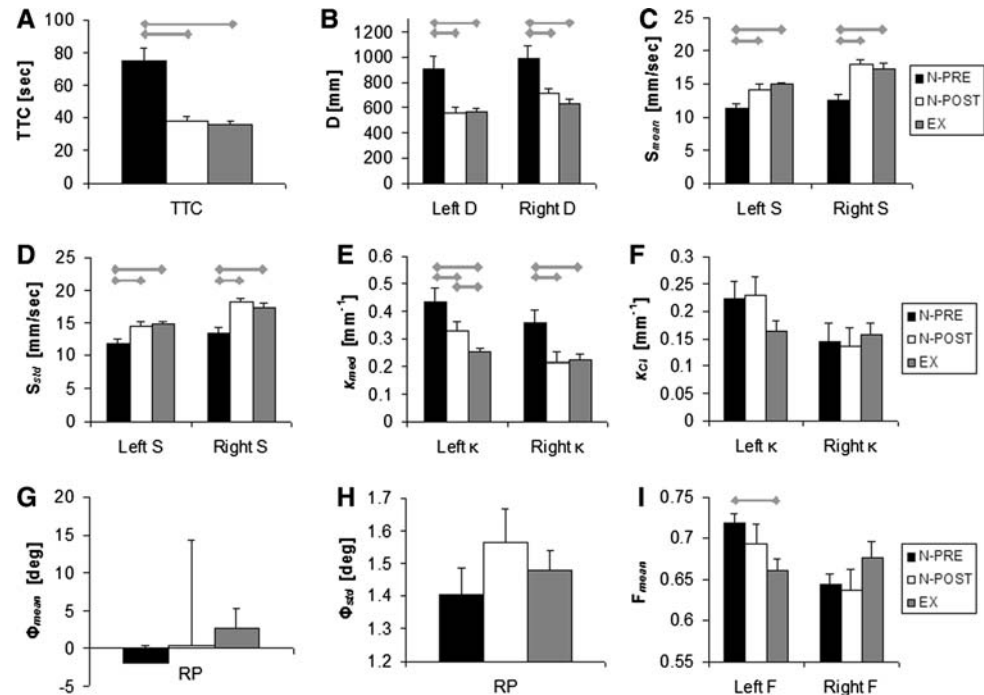 A
TTC [sec]
100
80
60
40
20
0
TTC
B
D [mm]
1200
1000
800
600
400
200
0
Left D Right D
C
Smean [mm/sec]
25
20
15
10
5
0
Left S Right S
N-PRE
N-POST
EX
D
Sstd [mm/sec]
25
20
15
10
5
0
Left S Right S
E
Kmed [mm-1]
0.6
0.5
0.4
0.3
0.2
0.1
0
Left κ Right κ
F
KCI [mm-1]
0.3
0.25
0.2
0.15
0.1
0.05
0
Left κ Right κ
N-PRE
N-POST
EX
G
Φmean [deg]
20
15
10
5
0
-5
RP
H
Φstd [deg]
1.7
1.6
1.5
1.4
1.3
1.2
RP
I
Fmean
0.75
0.7
0.65
0.6
0.55
Left F Right F
N-PRE
N-POST
EX